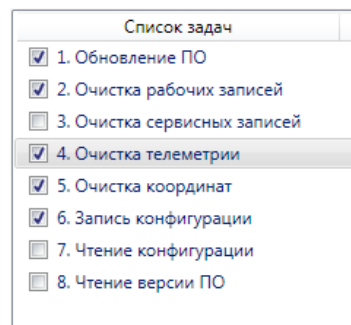 Список задач
1. Обновление ПО
2. Очистка рабочих записей
3. Очистка сервисных записей
4. Очистка телеметрии
5. Очистка координат
6. Запись конфигурации
7. Чтение конфигурации
8. Чтение версии ПО